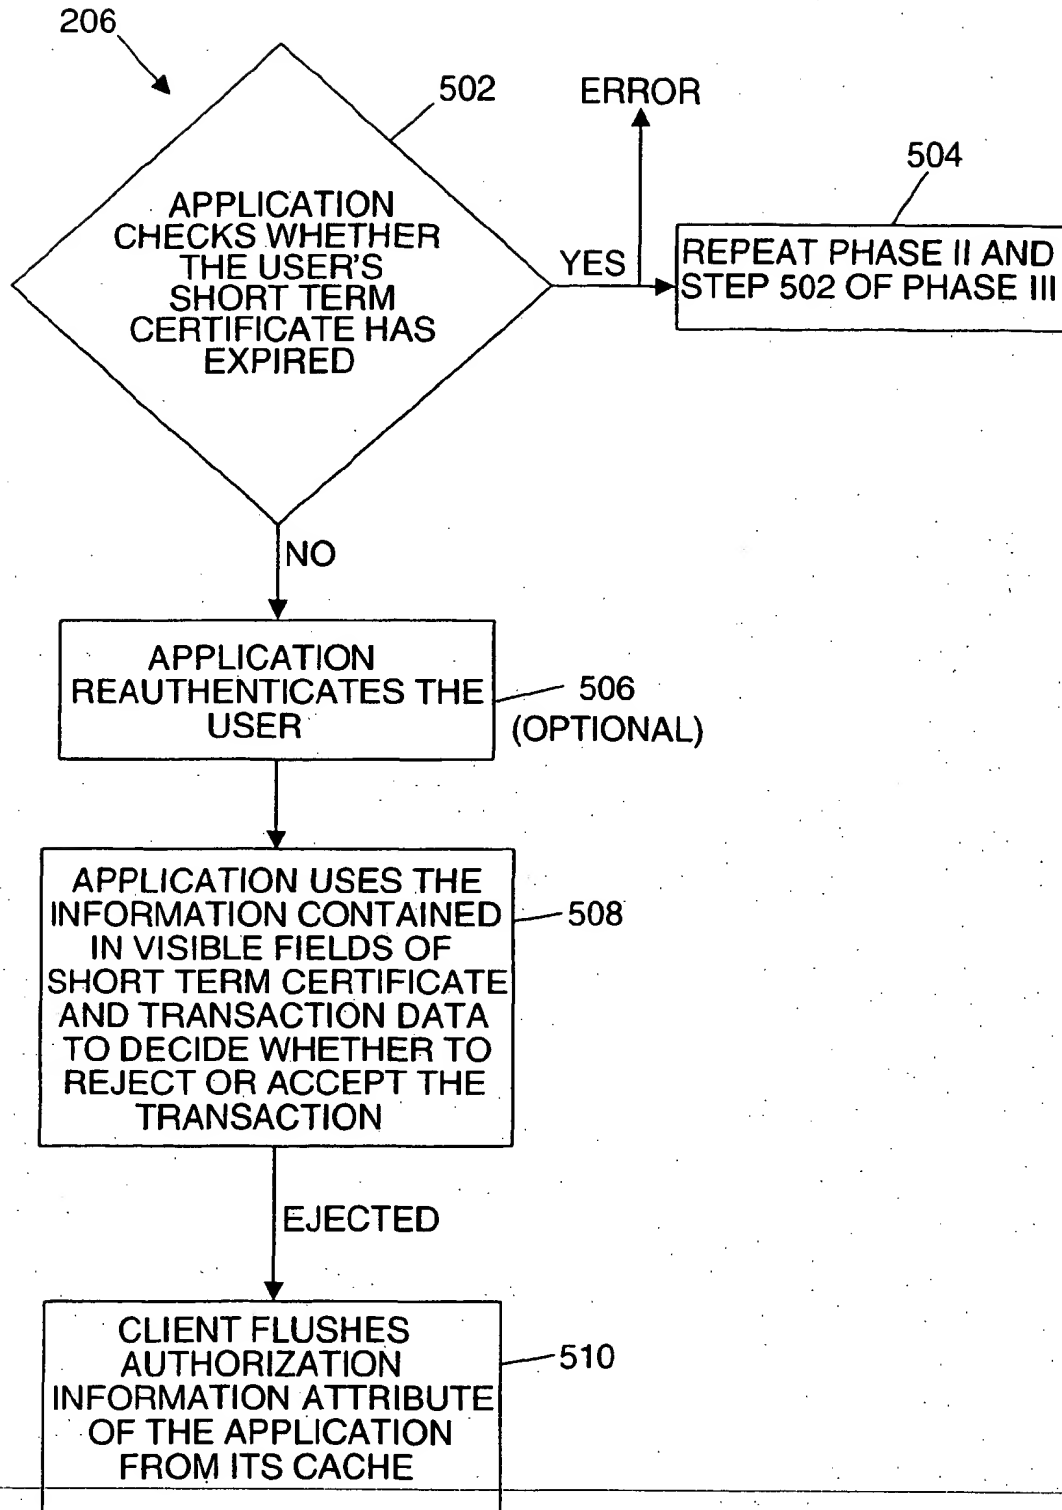 206
502
ERROR
504
APPLICATION
CHECKS WHETHER
THE USER'S
SHORT TERM
CERTIFICATE HAS
EXPIRED
YES
REPEAT PHASE II AND
STEP 502 OF PHASE III
NO
APPLICATION
REAUTHENTICATES THE
USER
506
(OPTIONAL)
APPLICATION USES THE
INFORMATION CONTAINED
IN VISIBLE FIELDS OF
SHORT TERM CERTIFICATE
AND TRANSACTION DATA
TO DECIDE WHETHER TO
REJECT OR ACCEPT THE
TRANSACTION
508
EJECTED
CLIENT FLUSHES
AUTHORIZATION
INFORMATION ATTRIBUTE
OF THE APPLICATION
FROM ITS CACHE
510